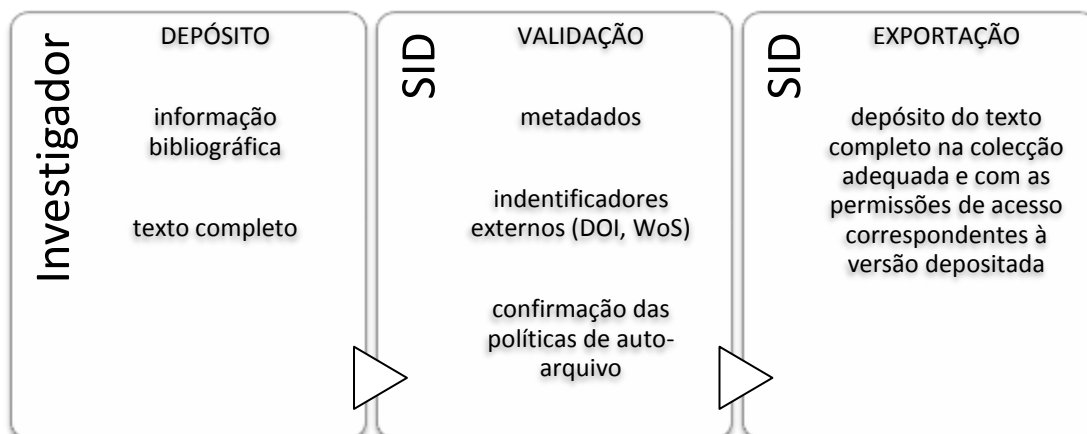 Investigador
DEPÓSITO
informação
bibliográfica
texto completo
SID
VALIDAÇÃO
metadados
indentificadores
externos (DOI, WoS)
confirmação das
políticas de auto-
arquivo
SID
EXPORTAÇÃO
depósito do texto
completo na colecção
adequada e com as
permissões de acesso
correspondentes à
versão depositada